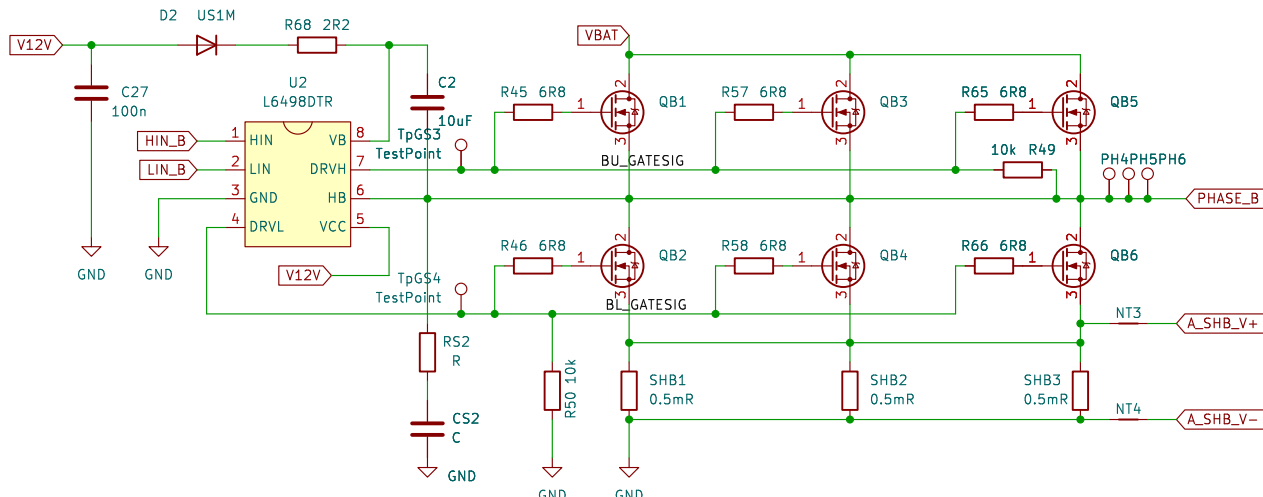 D2 US1M
R68 2R2
V12V
VBAT
C27
100n
U2
L6498DTR
C2
10uF
R45 6R8
R57 6R8
R65 6R8
1
2
3
QB1
1
2
3
QB3
1
2
3
QB5
HIN_B
LIN_B
1 HIN
2 LIN
3 GND
4 DRVL
VB 8
DRVH 7
HB 6
VCC 5
TpGS3
TestPoint
BU_GATESIG
10k R49
PH4PH5PH6
PHASE_B
GND
GND
V12V
TpGS4
TestPoint
R46 6R8
R58 6R8
R66 6R8
1
2
3
QB2
1
2
3
QB4
1
2
3
QB6
BL_GATESIG
NT3
A_SHB_V+
RS2
R
R50 10k
SHB1
0.5mR
SHB2
0.5mR
SHB3
0.5mR
NT4
A_SHB_V-
CS2
C
GND
GND
GND